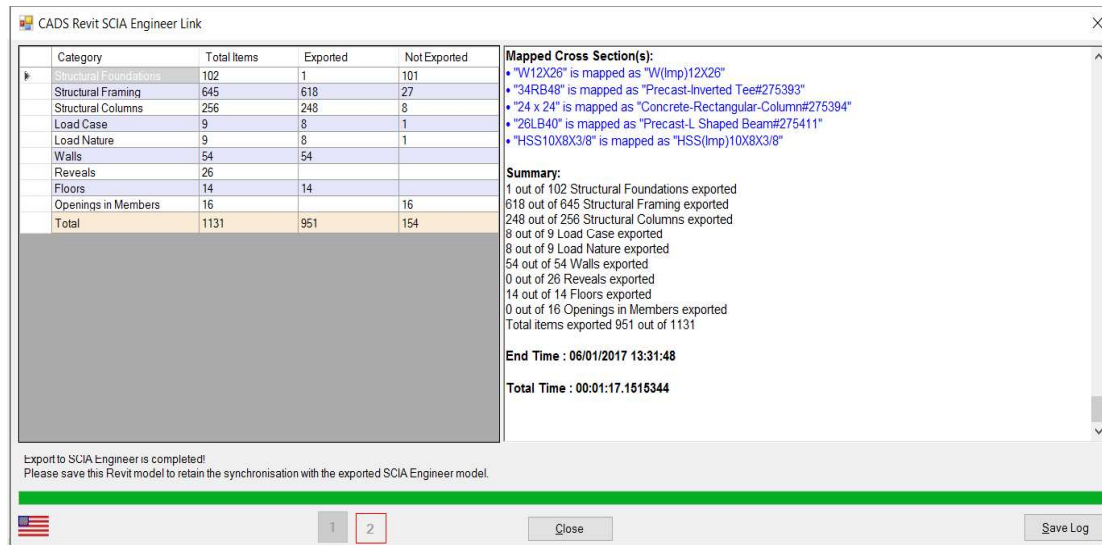 CADS Revit SCIA Engineer Link
Category Total Items Exported Not Exported
Structural Foundations 102 1 101
Structural Framing 645 618 27
Structural Columns 256 248 8
Load Case 9 8 1
Load Nature 9 8 1
Walls 54 54
Reveals 26
Floors 14 14
Openings in Members 16 16
Total 1131 951 154
Mapped Cross Section(s):
• "W12X26" is mapped as "W(Imp)12X26"
• "34RB48" is mapped as "Precast-Inverted Tee#275393"
• "24 x 24" is mapped as "Concrete-Rectangular-Column#275394"
• "26LB40" is mapped as "Precast-L Shaped Beam#275411"
• "HSS10X8X3/8" is mapped as "HSS(Imp)10X8X3/8"
Summary:
1 out of 102 Structural Foundations exported
618 out of 645 Structural Framing exported
248 out of 256 Structural Columns exported
8 out of 9 Load Case exported
8 out of 9 Load Nature exported
54 out of 54 Walls exported
0 out of 26 Reveals exported
14 out of 14 Floors exported
0 out of 16 Openings in Members exported
Total items exported 951 out of 1131
End Time : 06/01/2017 13:31:48
Total Time : 00:01:17.1515344
Export to SCIA Engineer is completed!
Please save this Revit model to retain the synchronisation with the exported SCIA Engineer model.
1 2 Close Save Log